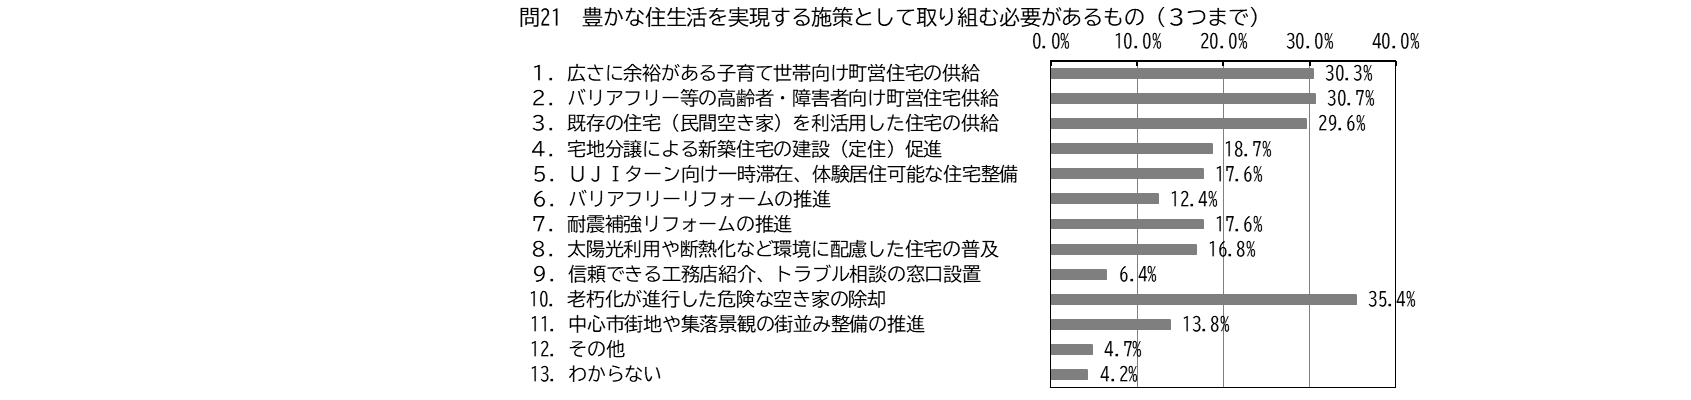 問21　豊かな住生活を実現する施策として取り組む必要があるもの（３つまで）
0.0% 10.0% 20.0% 30.0% 40.0%
１．広さに余裕がある子育て世帯向け町営住宅の供給 30.3%
２．バリアフリー等の高齢者・障害者向け町営住宅供給 30.7%
３．既存の住宅（民間空き家）を利活用した住宅の供給 29.6%
４．宅地分譲による新築住宅の建設（定住）促進 18.7%
５．ＵＪＩターン向け一時滞在、体験居住可能な住宅整備 17.6%
６．バリアフリーリフォームの推進 12.4%
７．耐震補強リフォームの推進 17.6%
８．太陽光利用や断熱化など環境に配慮した住宅の普及 16.8%
９．信頼できる工務店紹介、トラブル相談の窓口設置 6.4%
10．老朽化が進行した危険な空き家の除却 35.4%
11．中心市街地や集落景観の街並み整備の推進 13.8%
12．その他 4.7%
13．わからない 4.2%